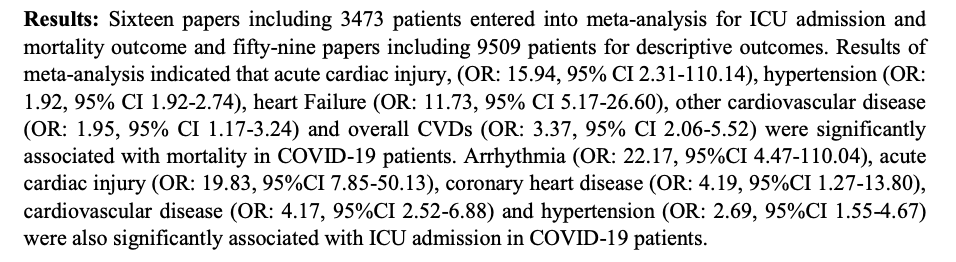 Results: Sixteen papers including 3473 patients entered into meta-analysis for ICU admission and
mortality outcome and fifty-nine papers including 9509 patients for descriptive outcomes. Results of
meta-analysis indicated that acute cardiac injury, (OR: 15.94, 95% CI 2.31-110.14), hypertension (OR:
1.92, 95% CI 1.92-2.74), heart Failure (OR: 11.73, 95% CI 5.17-26.60), other cardiovascular disease
(OR: 1.95, 95% CI 1.17-3.24) and overall CVDs (OR: 3.37, 95% CI 2.06-5.52) were significantly
associated with mortality in COVID-19 patients. Arrhythmia (OR: 22.17, 95%CI 4.47-110.04), acute
cardiac injury (OR: 19.83, 95%CI 7.85-50.13), coronary heart disease (OR: 4.19, 95%CI 1.27-13.80),
cardiovascular disease (OR: 4.17, 95%CI 2.52-6.88) and hypertension (OR: 2.69, 95%CI 1.55-4.67)
were also significantly associated with ICU admission in COVID-19 patients.